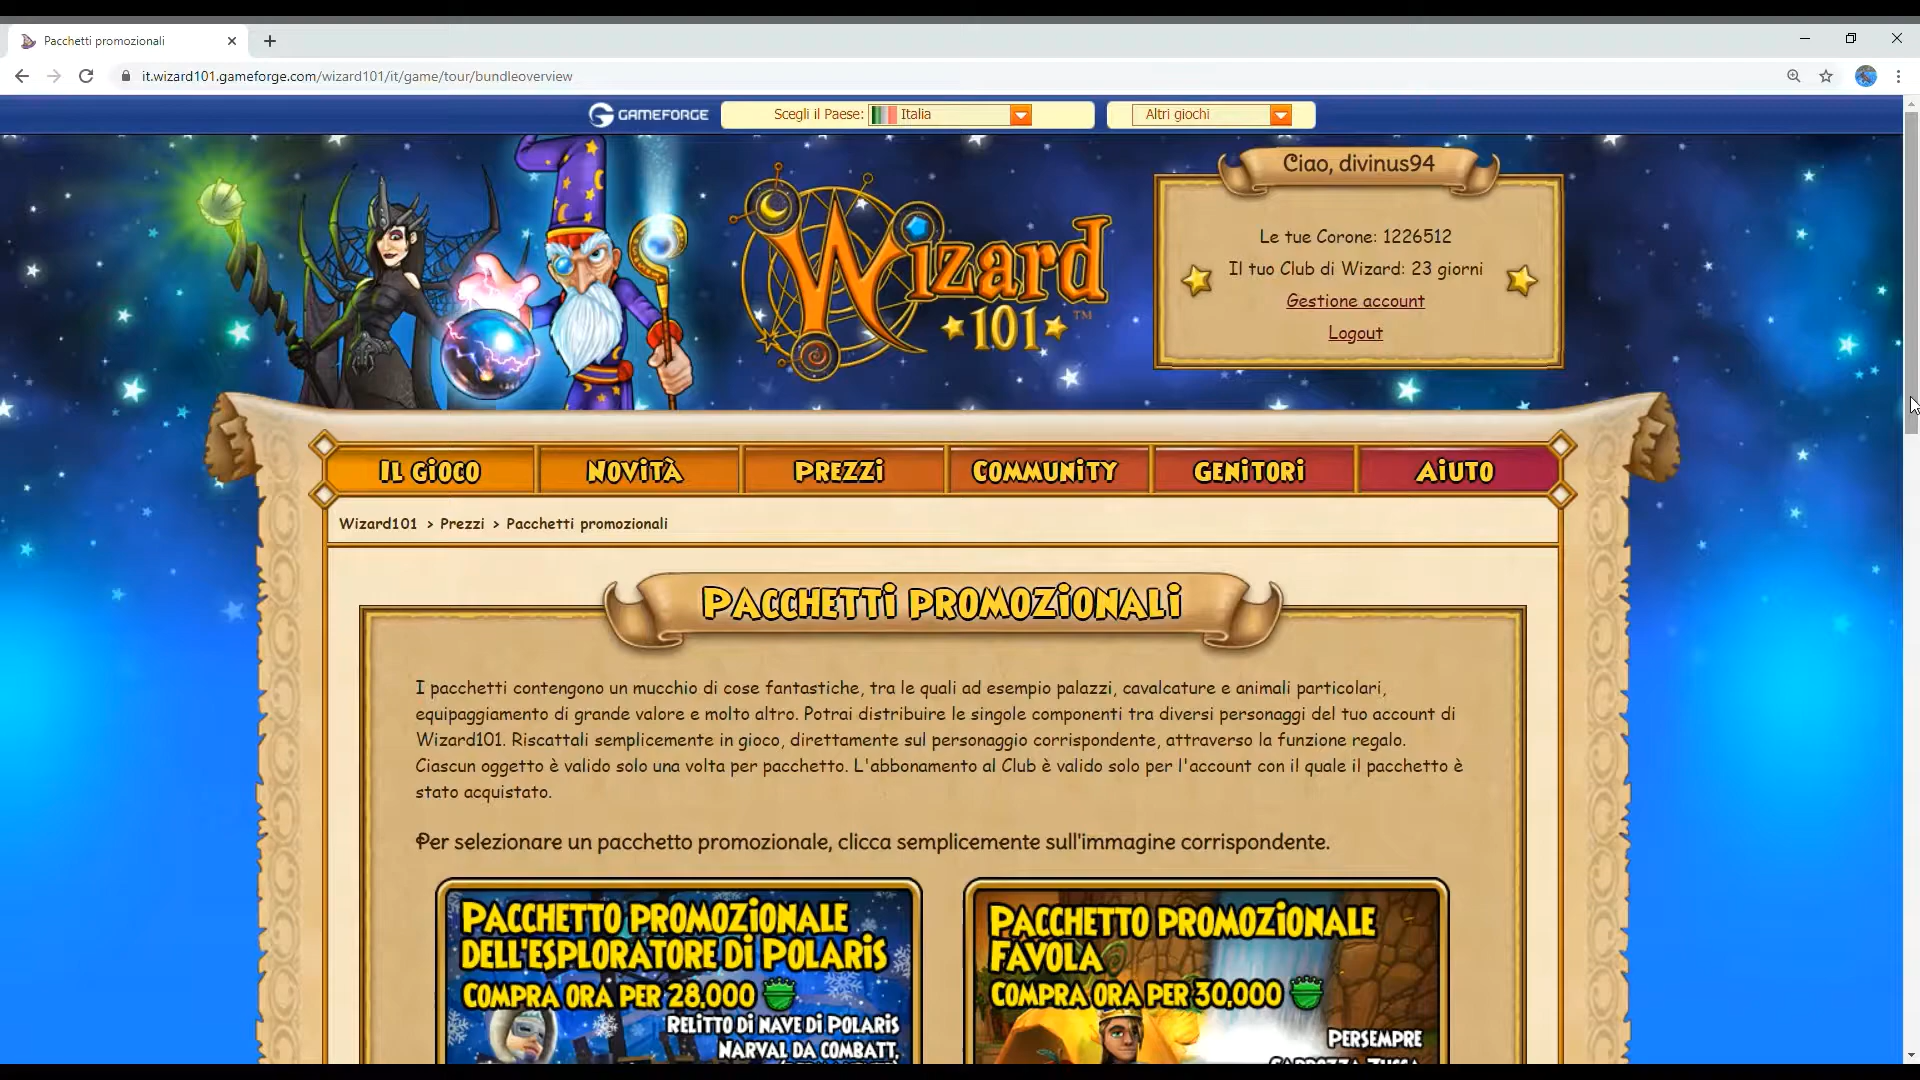 Pacchetti promozionali
it.wizard101.gameforge.com/wizard101/it/game/tour/bundleoverview
GAMEFORGE
Scegli il Paese: Italia
Altri giochi
Wizard 101 ™
Ciao, divinus94
Le tue Corone: 1226512
Il tuo Club di Wizard: 23 giorni
Gestione account
Logout
IL GIOCO NOVITÀ PREZZI COMMUNITY GENITORI AIUTO
Wizard101 > Prezzi > Pacchetti promozionali
PACCHETTI PROMOZIONALI
I pacchetti contengono un mucchio di cose fantastiche, tra le quali ad esempio palazzi, cavalcature e animali particolari,
equipaggiamento di grande valore e molto altro. Potrai distribuire le singole componenti tra diversi personaggi del tuo account di
Wizard101. Riscattali semplicemente in gioco, direttamente sul personaggio corrispondente, attraverso la funzione regalo.
Ciascun oggetto è valido solo una volta per pacchetto. L'abbonamento al Club è valido solo per l'account con il quale il pacchetto è
stato acquistato.
Per selezionare un pacchetto promozionale, clicca semplicemente sull'immagine corrispondente.
PACCHETTO PROMOZIONALE
DELL'ESPLORATORE DI POLARIS
COMPRA ORA PER 28,000
RELITTO DI NAVE DI POLARIS
NARVAL DA COMBATT.
PACCHETTO PROMOZIONALE
FAVOLA
COMPRA ORA PER 30,000
PERSEMPRE
CARROZZA ZUCCA